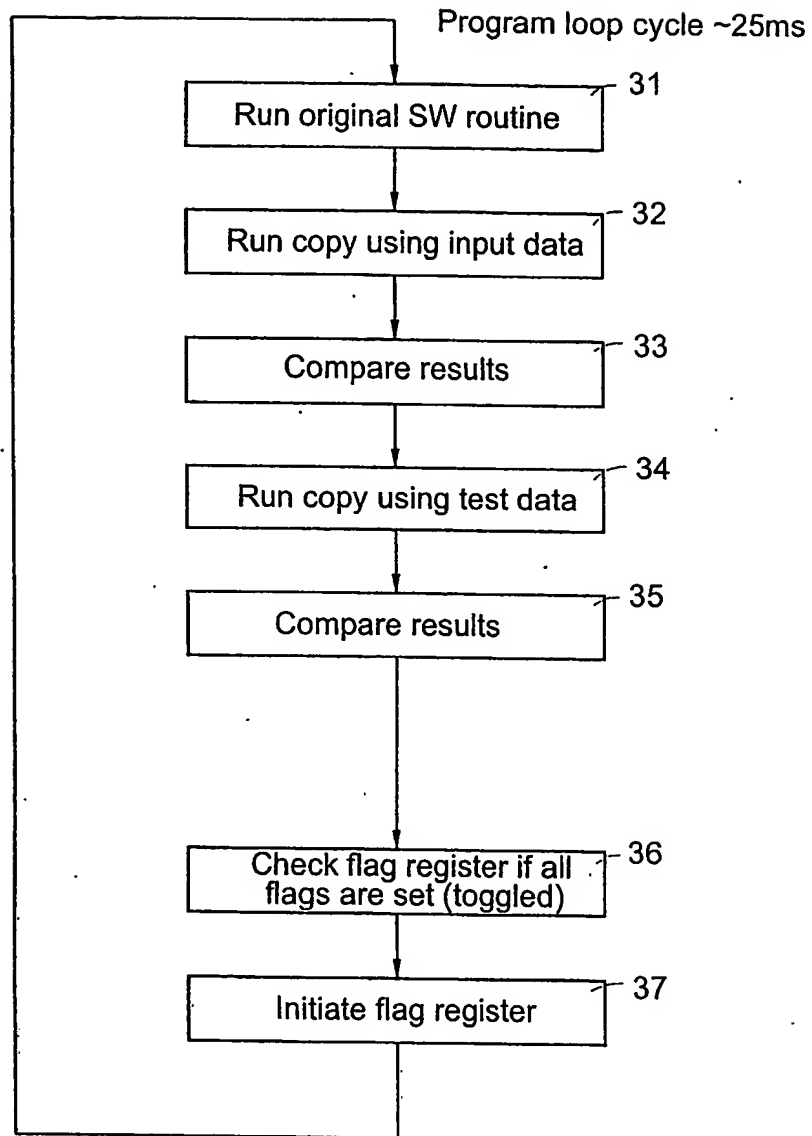 Program loop cycle ~25ms
31
Run original SW routine
32
Run copy using input data
33
Compare results
34
Run copy using test data
35
Compare results
36
Check flag register if all
flags are set (toggled)
37
Initiate flag register